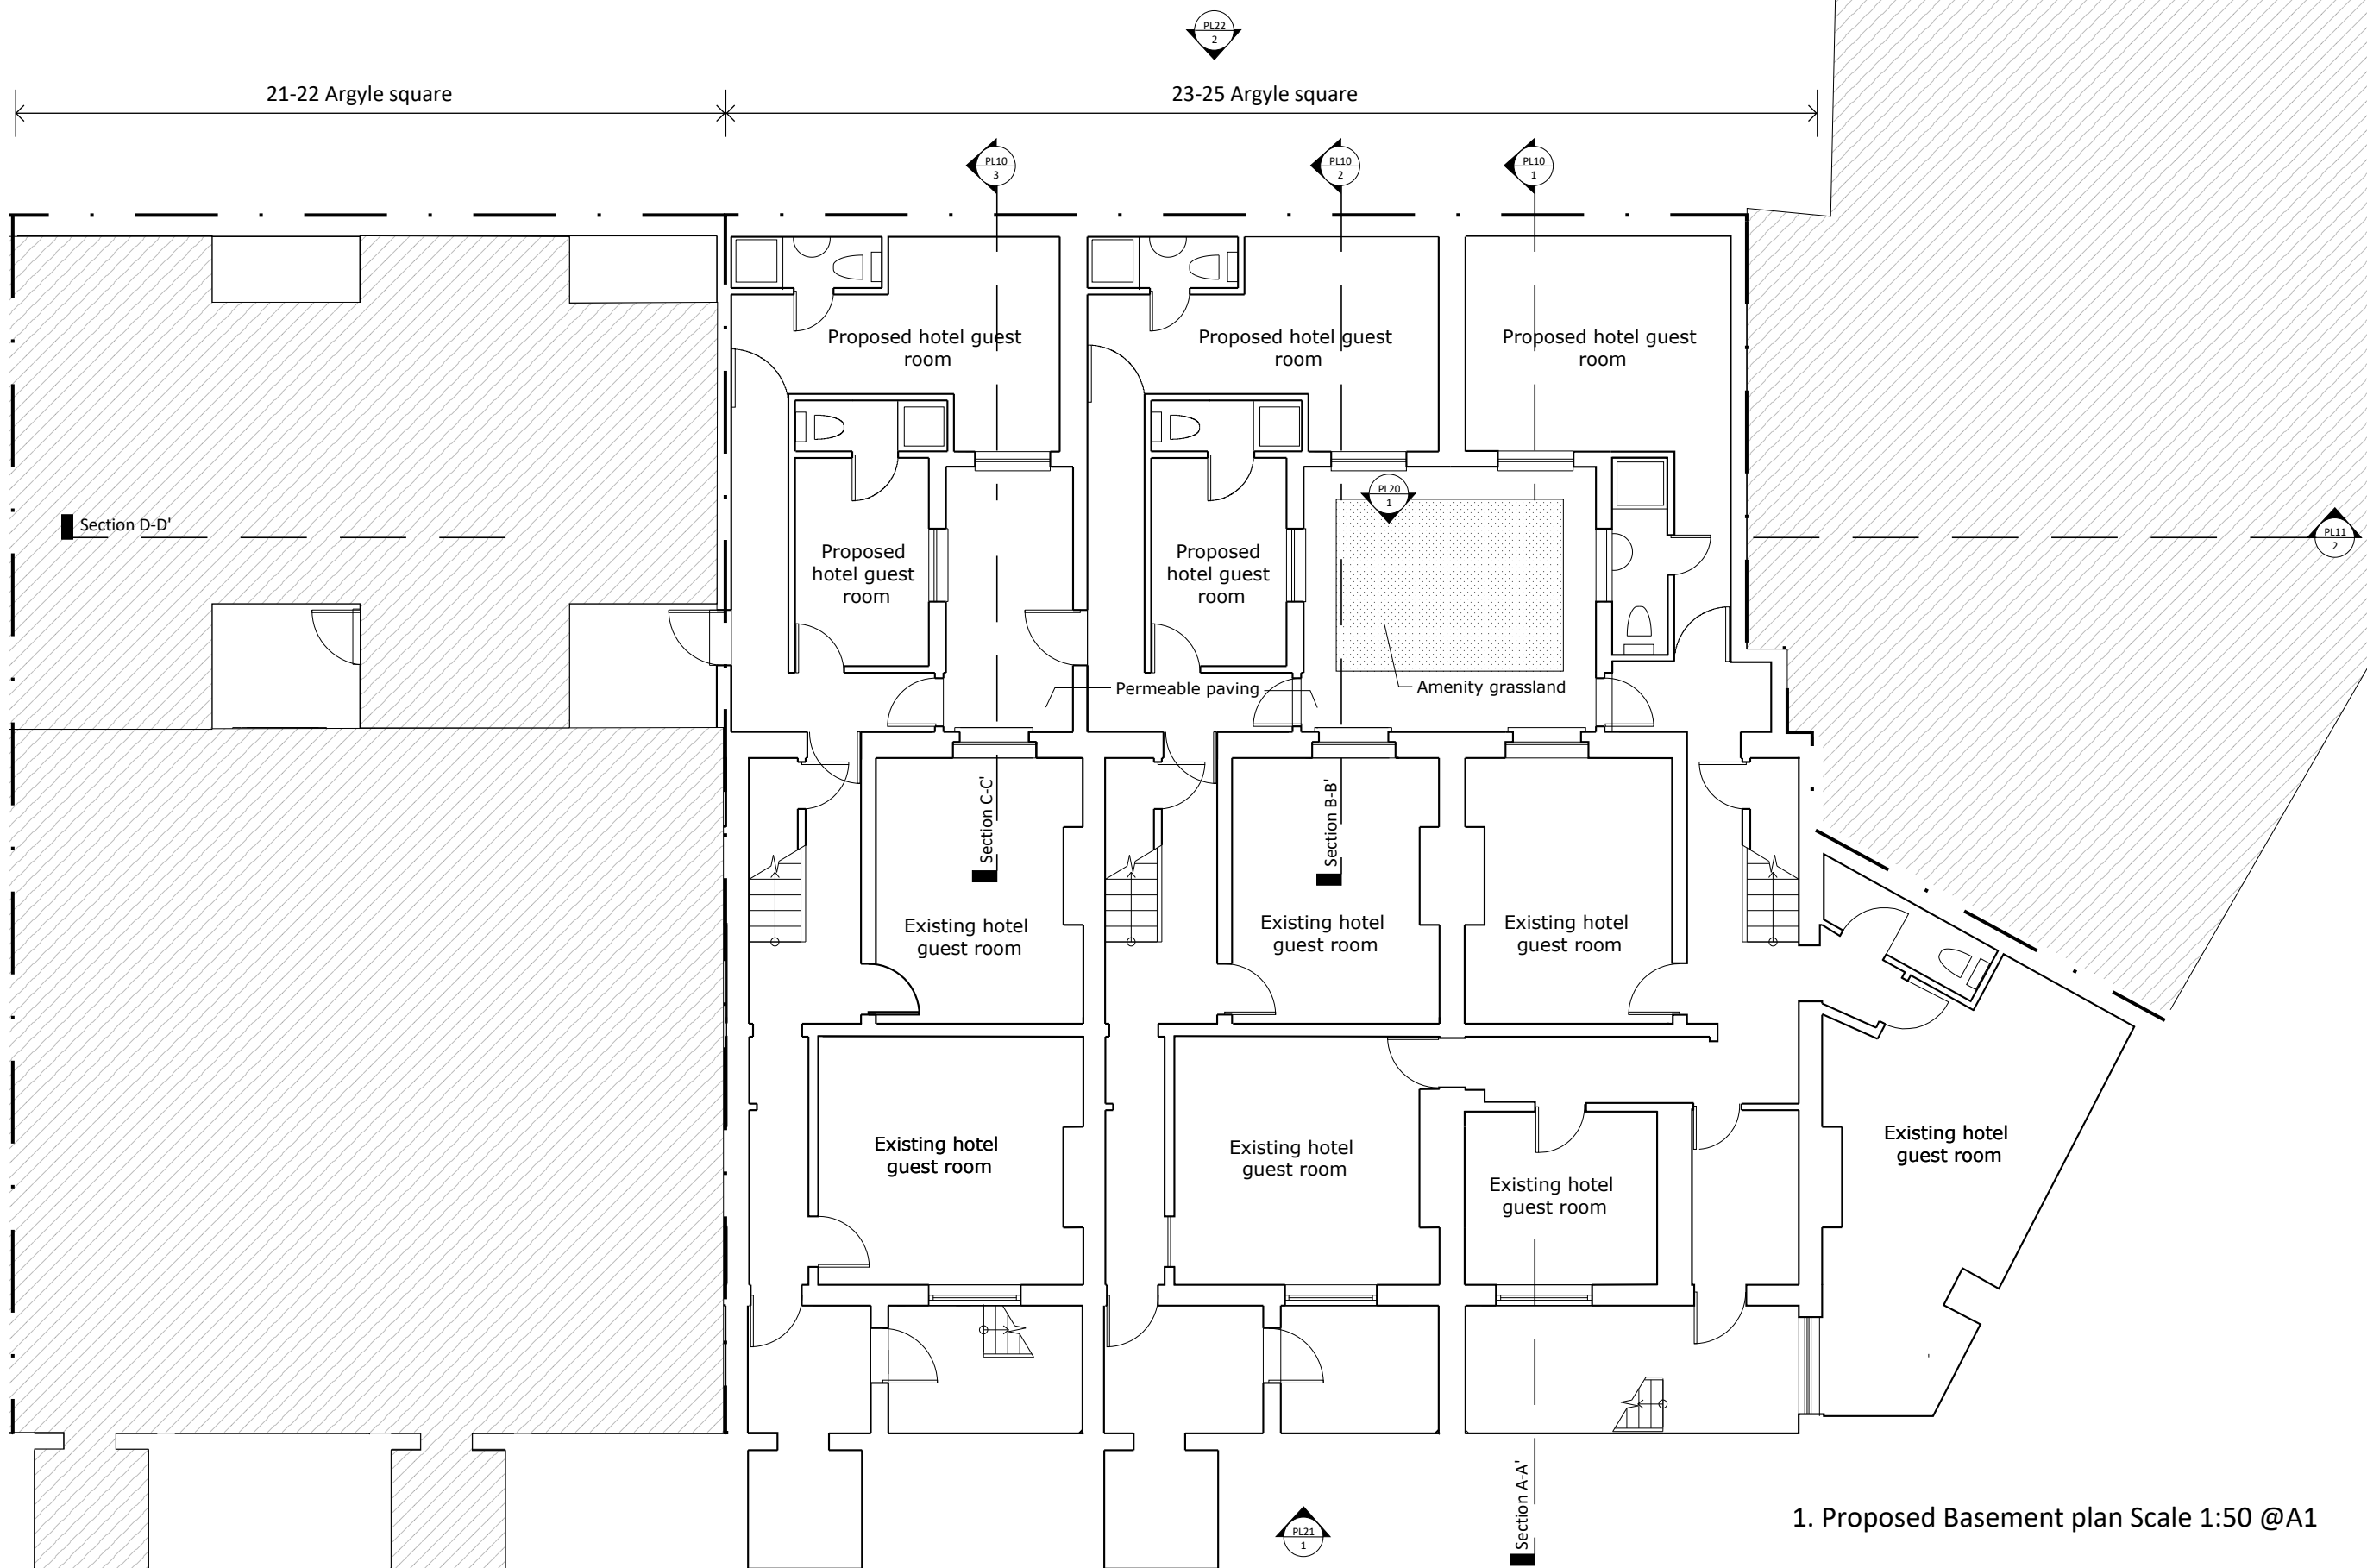 PL22
2
21-22 Argyle square
23-25 Argyle square
PL10
3
PL10
2
PL10
1
Proposed hotel guest
room
Proposed hotel guest
room
Proposed hotel guest
room
PL20
1
Section D-D'
PL11
2
Proposed
hotel guest
room
Proposed
hotel guest
room
Permeable paving
Amenity grassland
Section C-C'
Section B-B'
Existing hotel
guest room
Existing hotel
guest room
Existing hotel
guest room
Existing hotel
guest room
Existing hotel
guest room
Existing hotel
guest room
Existing hotel
guest room
Section A-A'
PL21
1
1. Proposed Basement plan Scale 1:50 @A1